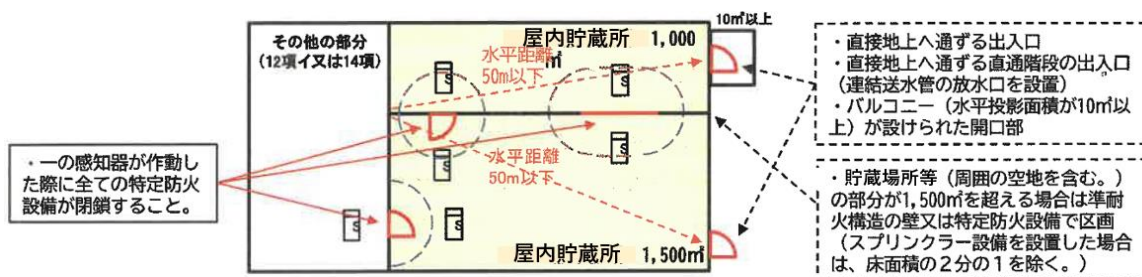 その他の部分
(12項イ又は14項)
屋内貯蔵所 1,000
㎡
水平距離
50m以下
10㎡以上
・直接地上へ通ずる出入口
・直接地上へ通ずる直通階段の出入口
(連結送水管の放水口を設置)
・バルコニー(水平投影面積が10㎡以
上)が設けられた開口部
・一の感知器が作動し
た際に全ての特定防火
設備が閉鎖すること。
水平距離
50m以下
屋内貯蔵所 1,500㎡
・貯蔵場所等(周囲の空地を含む。)
の部分が1,500㎡を超える場合は準耐
火構造の壁又は特定防火設備で区画
(スプリンクラー設備を設置した場合
は、床面積の2分の1を除く。)
S
S
S
S
S
S